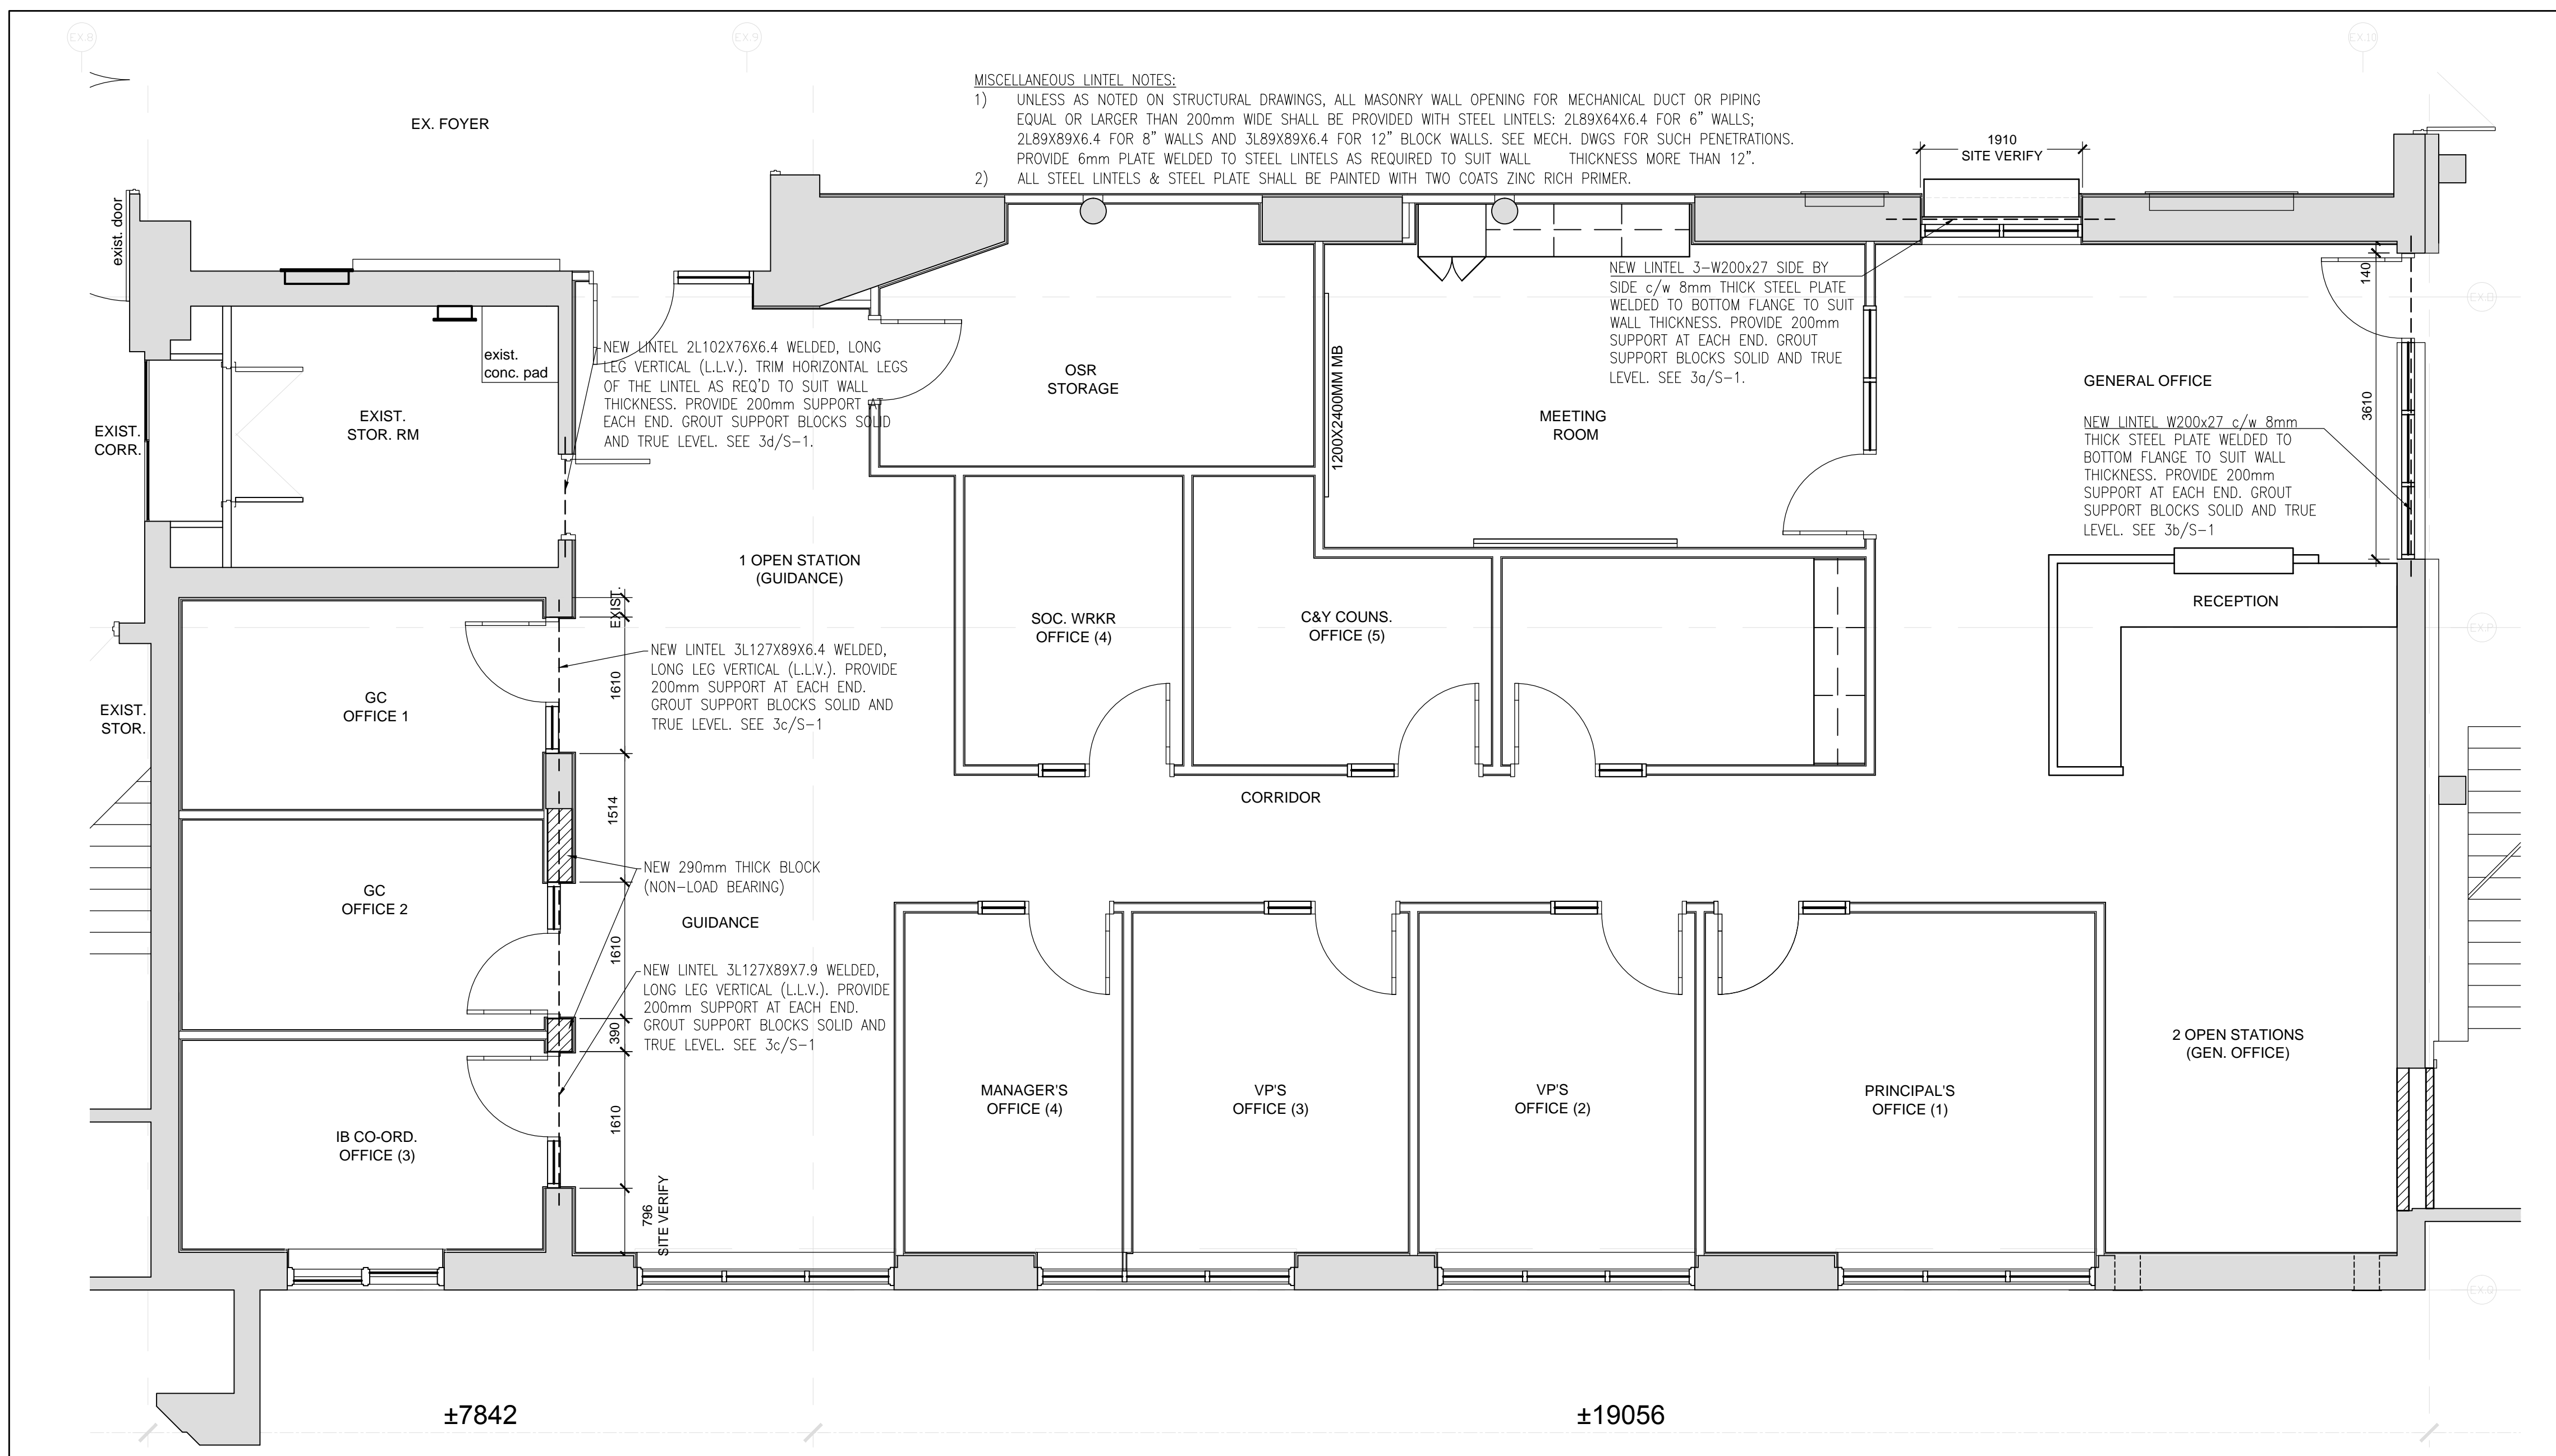 EX.8
EX.9
EX.10
MISCELLANEOUS LINTEL NOTES:
1) UNLESS AS NOTED ON STRUCTURAL DRAWINGS, ALL MASONRY WALL OPENING FOR MECHANICAL DUCT OR PIPING
EQUAL OR LARGER THAN 200mm WIDE SHALL BE PROVIDED WITH STEEL LINTELS: 2L89X64X6.4 FOR 6" WALLS;
2L89X89X6.4 FOR 8" WALLS AND 3L89X89X6.4 FOR 12" BLOCK WALLS. SEE MECH. DWGS FOR SUCH PENETRATIONS.
PROVIDE 6mm PLATE WELDED TO STEEL LINTELS AS REQUIRED TO SUIT WALL THICKNESS MORE THAN 12".
2) ALL STEEL LINTELS & STEEL PLATE SHALL BE PAINTED WITH TWO COATS ZINC RICH PRIMER.
EX. FOYER
1910
SITE VERIFY
exist. door
NEW LINTEL 3-W200x27 SIDE BY
SIDE c/w 8mm THICK STEEL PLATE
WELDED TO BOTTOM FLANGE TO SUIT
WALL THICKNESS. PROVIDE 200mm
SUPPORT AT EACH END. GROUT
SUPPORT BLOCKS SOLID AND TRUE
LEVEL. SEE 3a/S-1.
140
EX.O
NEW LINTEL 2L102X76X6.4 WELDED, LONG
LEG VERTICAL (L.L.V.). TRIM HORIZONTAL LEGS
OF THE LINTEL AS REQ'D TO SUIT WALL
THICKNESS. PROVIDE 200mm SUPPORT AT
EACH END. GROUT SUPPORT BLOCKS SOLID
AND TRUE LEVEL. SEE 3d/S-1.
exist.
conc. pad
OSR
STORAGE
1200X2400MM MB
GENERAL OFFICE
3610
EXIST.
STOR. RM
EXIST.
CORR.
MEETING
ROOM
NEW LINTEL W200x27 c/w 8mm
THICK STEEL PLATE WELDED TO
BOTTOM FLANGE TO SUIT WALL
THICKNESS. PROVIDE 200mm
SUPPORT AT EACH END. GROUT
SUPPORT BLOCKS SOLID AND TRUE
LEVEL. SEE 3b/S-1
1 OPEN STATION
(GUIDANCE)
EXIST.
SOC. WRKR
OFFICE (4)
C&Y COUNS.
OFFICE (5)
RECEPTION
EX.P
NEW LINTEL 3L127X89X6.4 WELDED,
LONG LEG VERTICAL (L.L.V.). PROVIDE
200mm SUPPORT AT EACH END.
GROUT SUPPORT BLOCKS SOLID AND
TRUE LEVEL. SEE 3c/S-1
1610
GC
OFFICE 1
EXIST.
STOR.
CORRIDOR
1514
NEW 290mm THICK BLOCK
(NON-LOAD BEARING)
GC
OFFICE 2
GUIDANCE
1610
NEW LINTEL 3L127X89X7.9 WELDED,
LONG LEG VERTICAL (L.L.V.). PROVIDE
200mm SUPPORT AT EACH END.
GROUT SUPPORT BLOCKS SOLID AND
TRUE LEVEL. SEE 3c/S-1
390
2 OPEN STATIONS
(GEN. OFFICE)
MANAGER'S
OFFICE (4)
VP'S
OFFICE (3)
VP'S
OFFICE (2)
PRINCIPAL'S
OFFICE (1)
1610
IB CO-ORD.
OFFICE (3)
796
SITE VERIFY
EX.Q
±7842
±19056